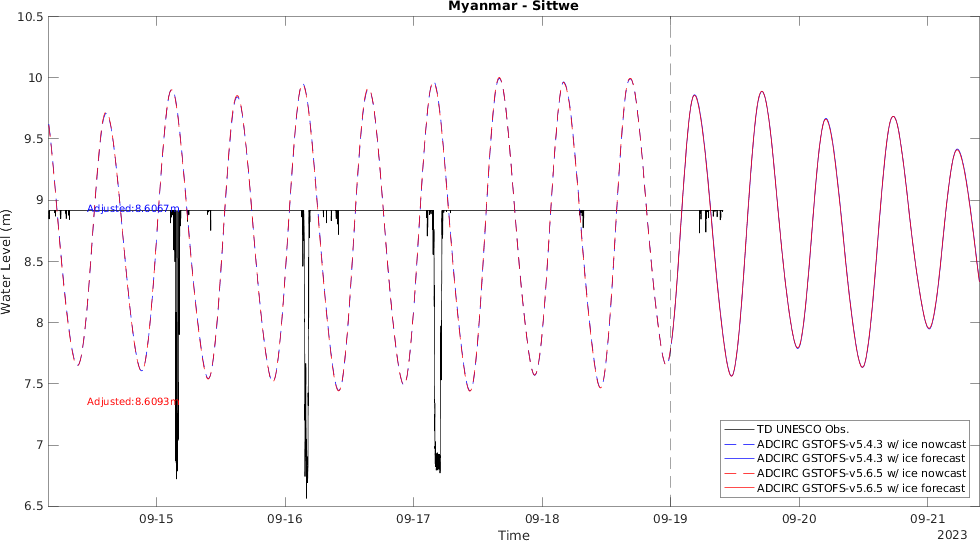 Myanmar - Sittwe
10.5
10
9.5
9
8.5
8
7.5
7
6.5
Water Level (m)
Adjusted:8.6067m
Adjusted:8.6093m
TD UNESCO Obs.
ADCIRC GSTOFS-v5.4.3 w/ ice nowcast
ADCIRC GSTOFS-v5.4.3 w/ ice forecast
ADCIRC GSTOFS-v5.6.5 w/ ice nowcast
ADCIRC GSTOFS-v5.6.5 w/ ice forecast
09-15 09-16 09-17 09-18 09-19 09-20 09-21
Time
2023